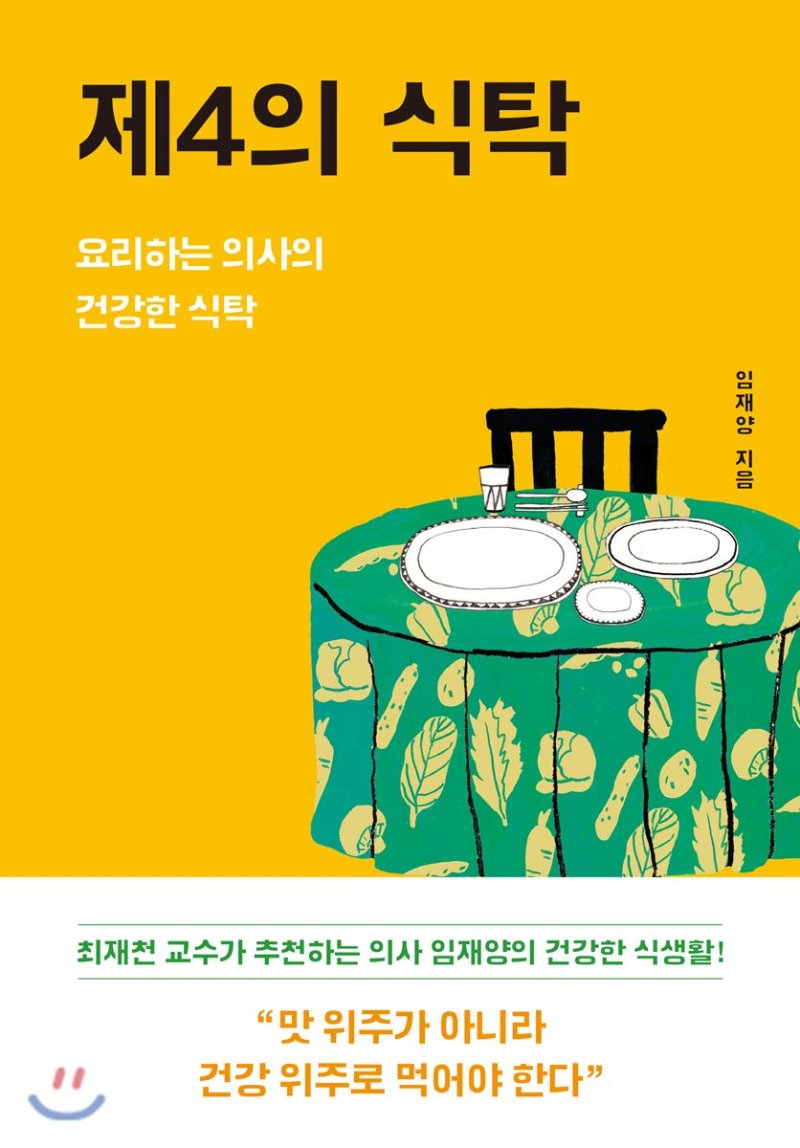 제4의 식탁
요리하는 의사의
건강한 식탁
임재양 지음
최재천 교수가 추천하는 의사 임재양의 건강한 식생활!
“맛 위주가 아니라
건강 위주로 먹어야 한다”